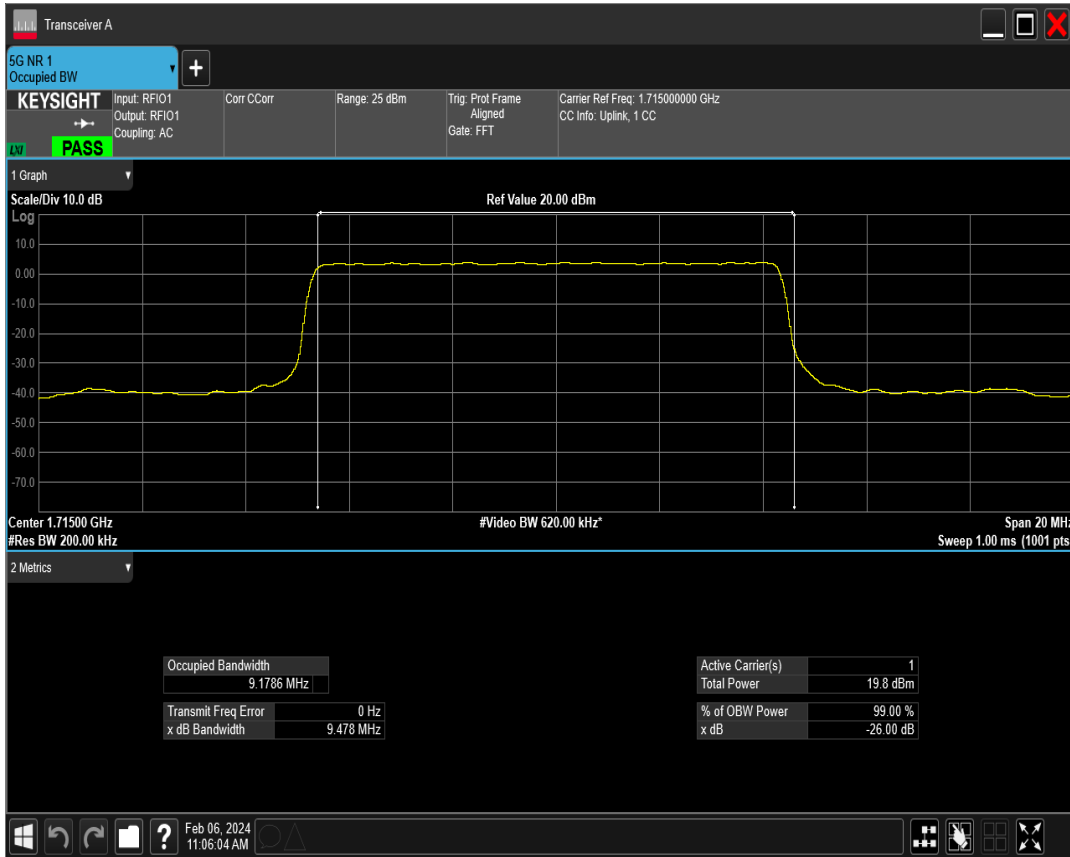 Transceiver A
5G NR 1
Occupied BW
KEYSIGHT
LXI
PASS
Input: RFIO1
Output: RFIO1
Coupling: AC
Corr CCorr
Range: 25 dBm
Trig: Prot Frame
Aligned
Gate: FFT
Carrier Ref Freq: 1.715000000 GHz
CC Info: Uplink, 1 CC
1 Graph
Scale/Div 10.0 dB
Ref Value 20.00 dBm
Log
10.0
0.00
-10.0
-20.0
-30.0
-40.0
-50.0
-60.0
-70.0
Center 1.71500 GHz
#Video BW 620.00 kHz*
Span 20 MHz
#Res BW 200.00 kHz
Sweep 1.00 ms (1001 pts
2 Metrics
Occupied Bandwidth
9.1786 MHz
Transmit Freq Error 0 Hz
x dB Bandwidth 9.478 MHz
Active Carrier(s) 1
Total Power 19.8 dBm
% of OBW Power 99.00 %
x dB -26.00 dB
Feb 06, 2024
11:06:04 AM